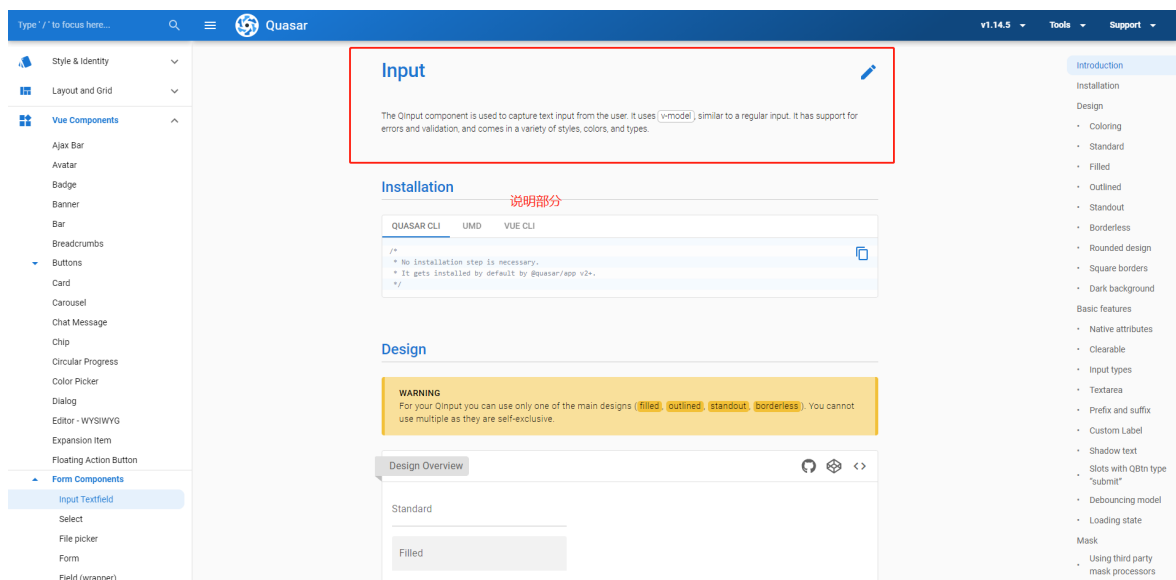 Type ' / ' to focus here...
Quasar
v1.14.5
Tools
Support
Style & Identity
Layout and Grid
Vue Components
Ajax Bar
Avatar
Badge
Banner
Bar
Breadcrumbs
Buttons
Card
Carousel
Chat Message
Chip
Circular Progress
Color Picker
Dialog
Editor - WYSIWYG
Expansion Item
Floating Action Button
Form Components
Input Textfield
Select
File picker
Form
Field (wrapper)
Input
The QInput component is used to capture text input from the user. It uses v-model, similar to a regular input. It has support for
errors and validation, and comes in a variety of styles, colors, and types.
Installation
说明部分
QUASAR CLI
UMD
VUE CLI
/*
* No installation step is necessary.
* It gets installed by default by @quasar/app v2+.
*/
Design
WARNING
For your QInput you can use only one of the main designs (filled, outlined, standout, borderless). You cannot
use multiple as they are self-exclusive.
Design Overview
Standard
Filled
Introduction
Installation
Design
Coloring
Standard
Filled
Outlined
Standout
Borderless
Rounded design
Square borders
Dark background
Basic features
Native attributes
Clearable
Input types
Textarea
Prefix and suffix
Custom Label
Shadow text
Slots with QBtn type
"submit"
Debouncing model
Loading state
Mask
Using third party
mask processors